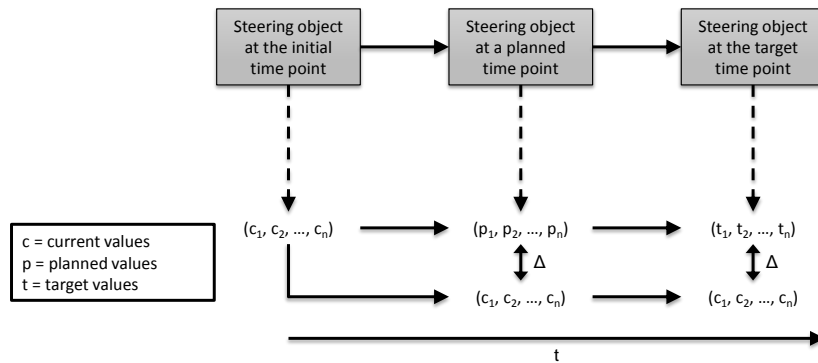 Steering object
at the initial
time point
Steering object
at a planned
time point
Steering object
at the target
time point
(c₁, c₂, …, cₙ)
(p₁, p₂, …, pₙ)
(t₁, t₂, …, tₙ)
c = current values
p = planned values
t = target values
Δ
Δ
(c₁, c₂, …, cₙ)
(c₁, c₂, …, cₙ)
t